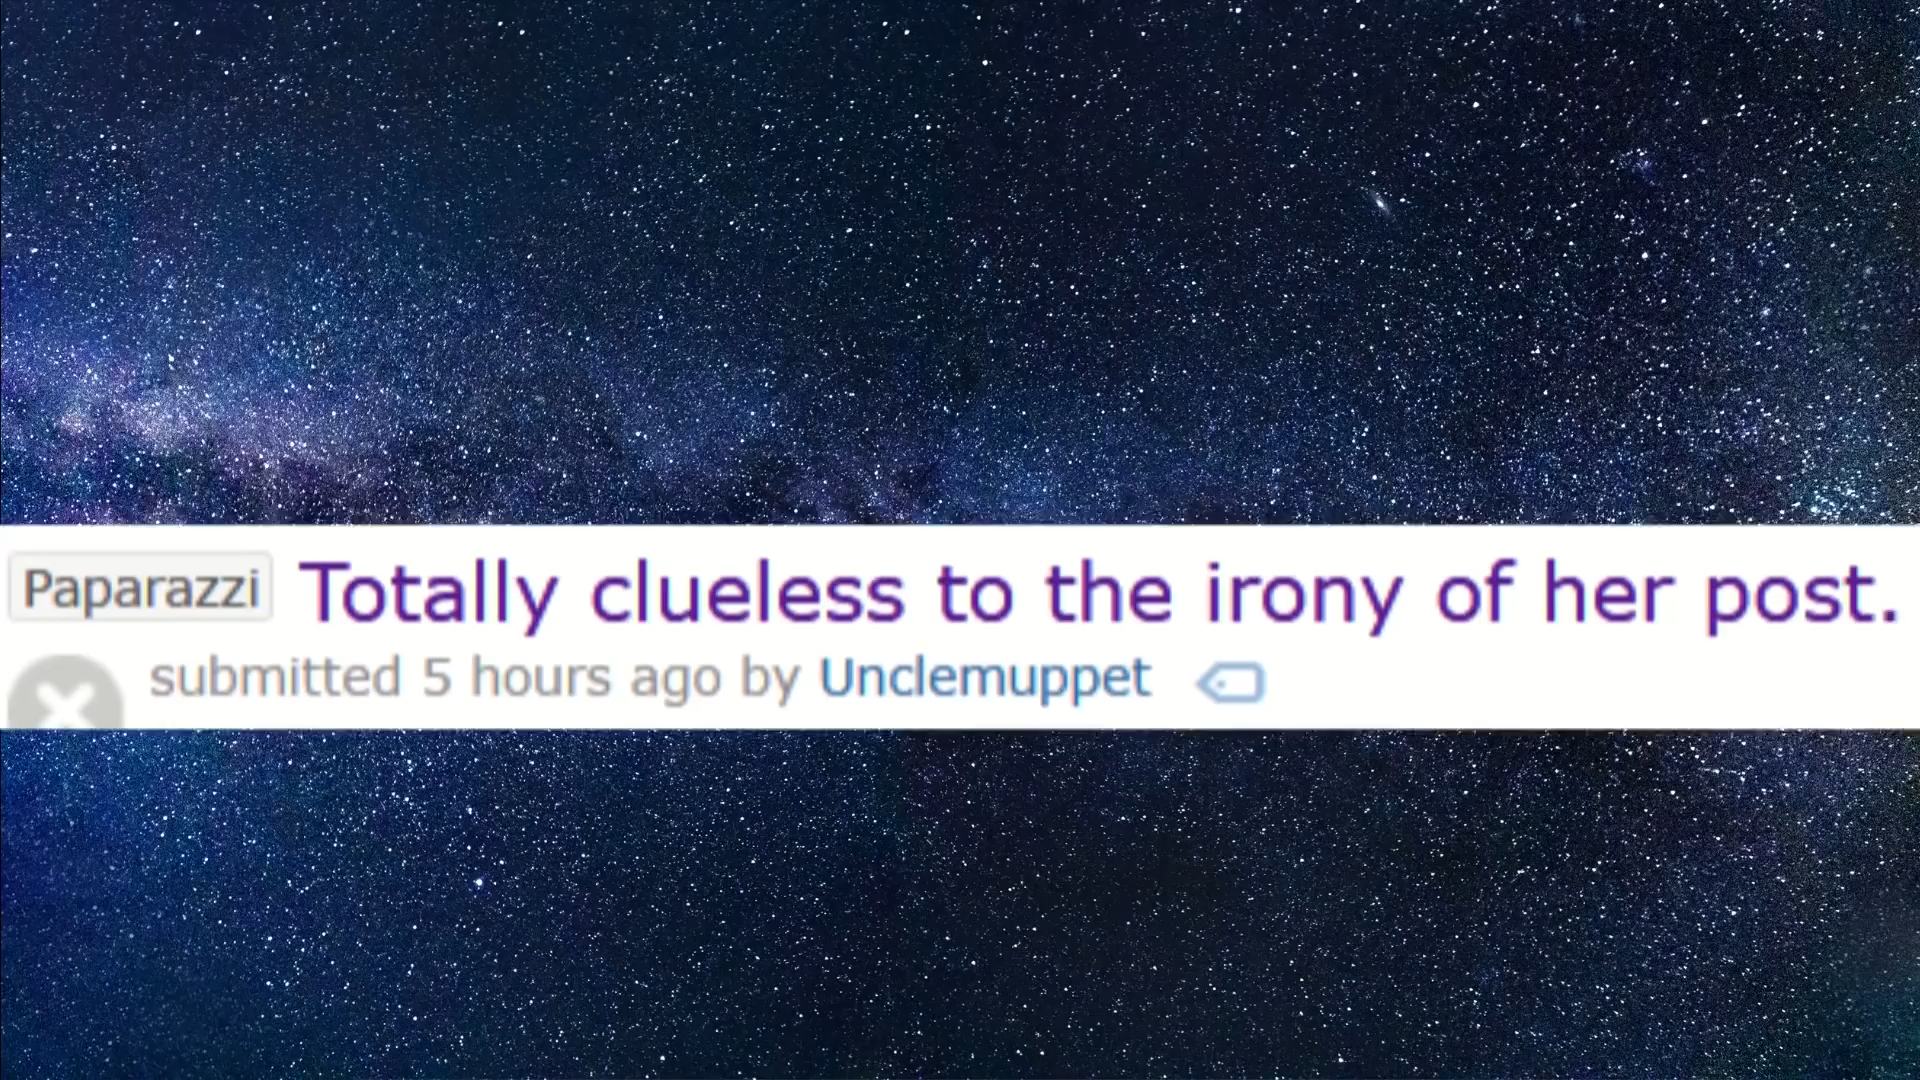 Paparazzi Totally clueless to the irony of her post.
submitted 5 hours ago by Unclemuppet